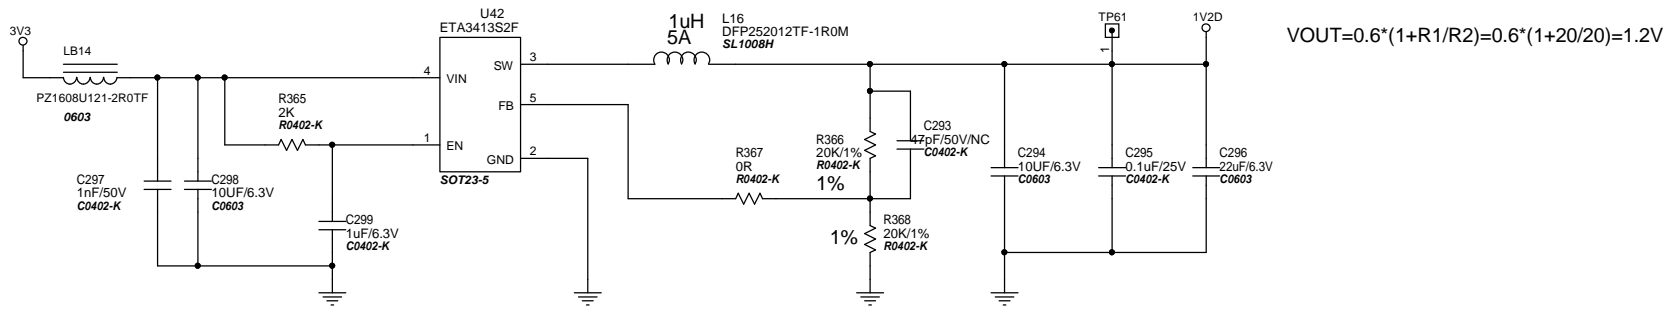 3V3
LB14
PZ1608U121-2R0TF
0603
C297
1nF/50V
C0402-K
C298
10UF/6.3V
C0603
R365
2K
R0402-K
C299
1uF/6.3V
C0402-K
U42
ETA3413S2F
4
VIN
1
EN
SW
3
FB
5
GND
2
SOT23-5
1uH
5A
L16
DFP252012TF-1R0M
SL1008H
R367
0R
R0402-K
R366
20K/1%
R0402-K
1%
C293
47pF/50V/NC
C0402-K
1%
R368
20K/1%
R0402-K
C294
10UF/6.3V
C0603
TP61
1
C295
0.1uF/25V
C0402-K
1V2D
C296
22uF/6.3V
C0603
VOUT=0.6*(1+R1/R2)=0.6*(1+20/20)=1.2V